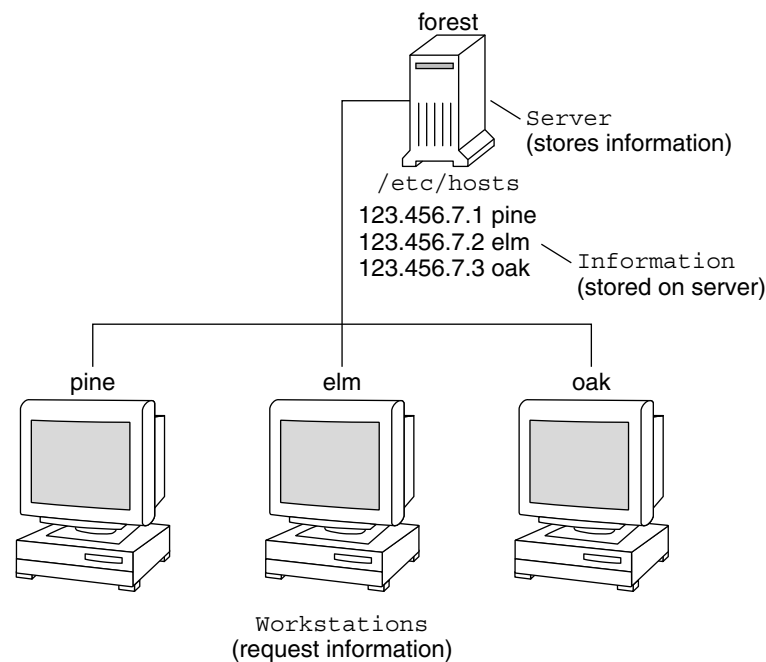 forest
Server
(stores information)
/etc/hosts
123.456.7.1 pine
123.456.7.2 elm
123.456.7.3 oak
Information
(stored on server)
pine
elm
oak
Workstations
(request information)